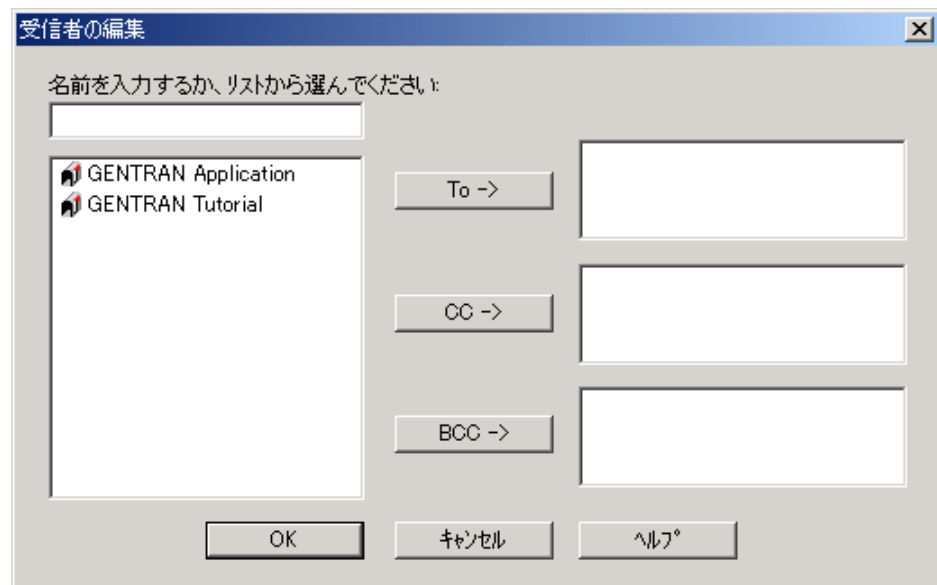 受信者の編集
名前を入力するか、ﾘｽﾄから選んでください:
GENTRAN Application
GENTRAN Tutorial
To ->
CC ->
BCC ->
OK
ｷｬﾝｾﾙ
ﾍﾙﾌﾟ